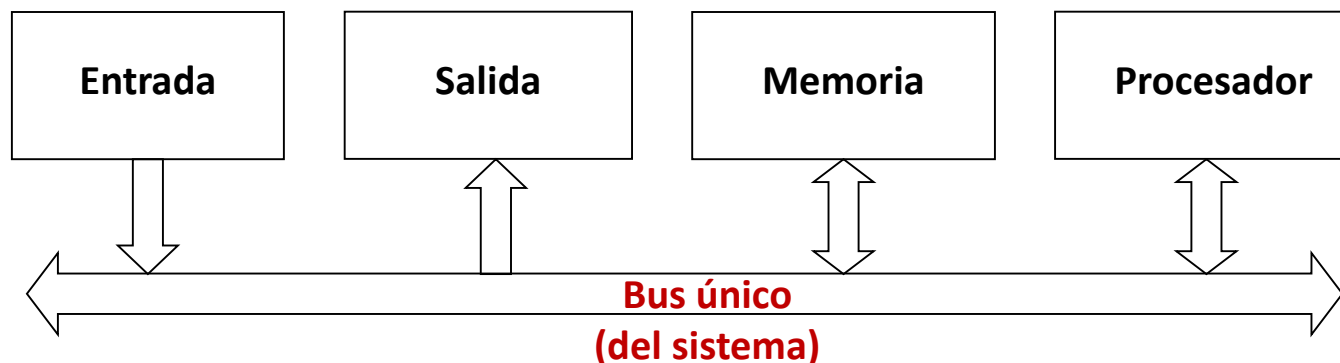 Entrada
Salida
Memoria
Procesador
Bus único
(del sistema)